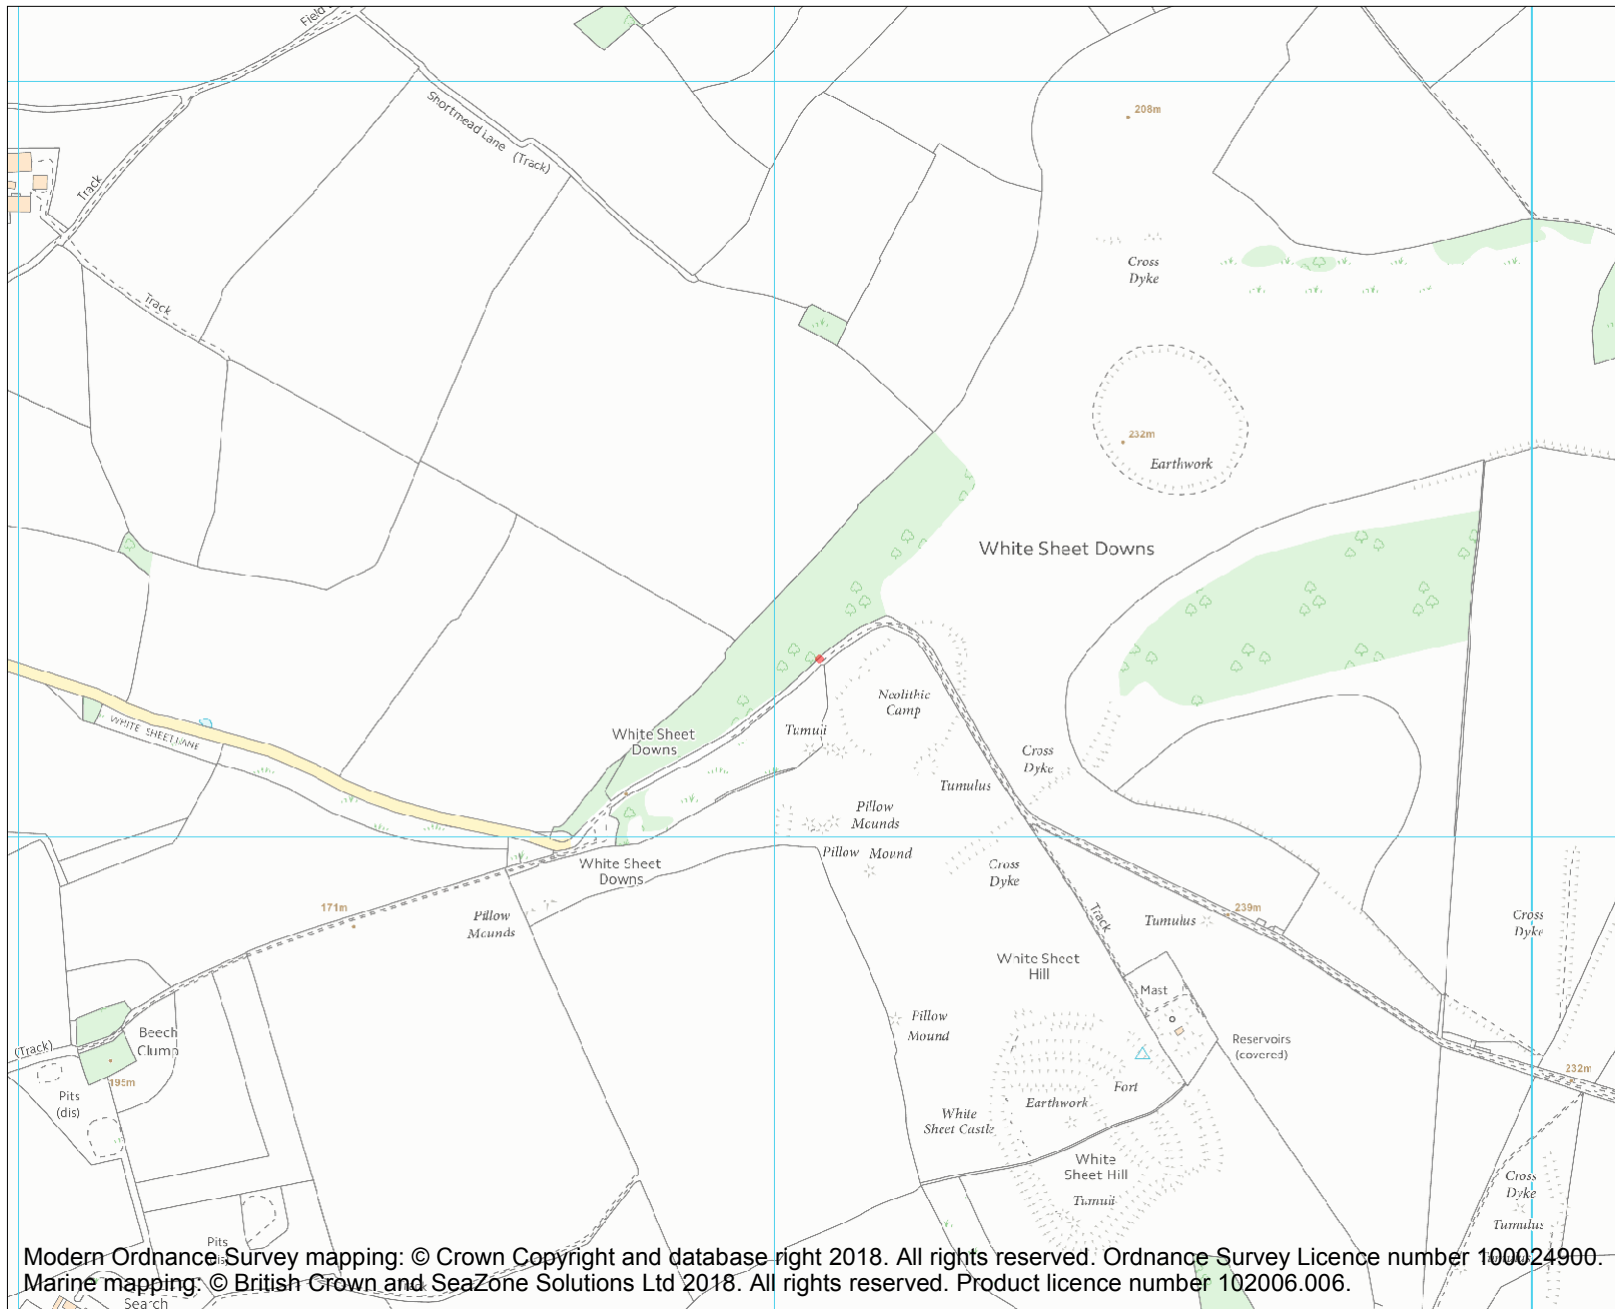 Field
Shortmead Lane (Track)
208m
Track
Cross
Dyke
Track
232m
Earthwork
White Sheet Downs
Neolithic
Camp
WHITE SHEET LANE
White Sheet
Downs
Tumuli
Cross
Dyke
Tumulus
Pillow
Mounds
Pillow Mound
White Sheet
Downs
Cross
Dyke
171m
Pillow
Mounds
Track
Tumulus
239m
Cross
Dyke
White Sheet
Hill
Mast
Pillow
Mound
Beech
Clump
Reservoirs
(covered)
(Track)
232m
195m
Fort
Pits
(dis)
Earthwork
White
Sheet Castle
White
Sheet Hill
Cross
Dyke
Tumuli
Tumulus
Pits
Modern Ordnance Survey mapping: © Crown Copyright and database right 2018. All rights reserved. Ordnance Survey Licence number 100024900.
Marine mapping: © British Crown and SeaZone Solutions Ltd 2018. All rights reserved. Product licence number 102006.006.
Search